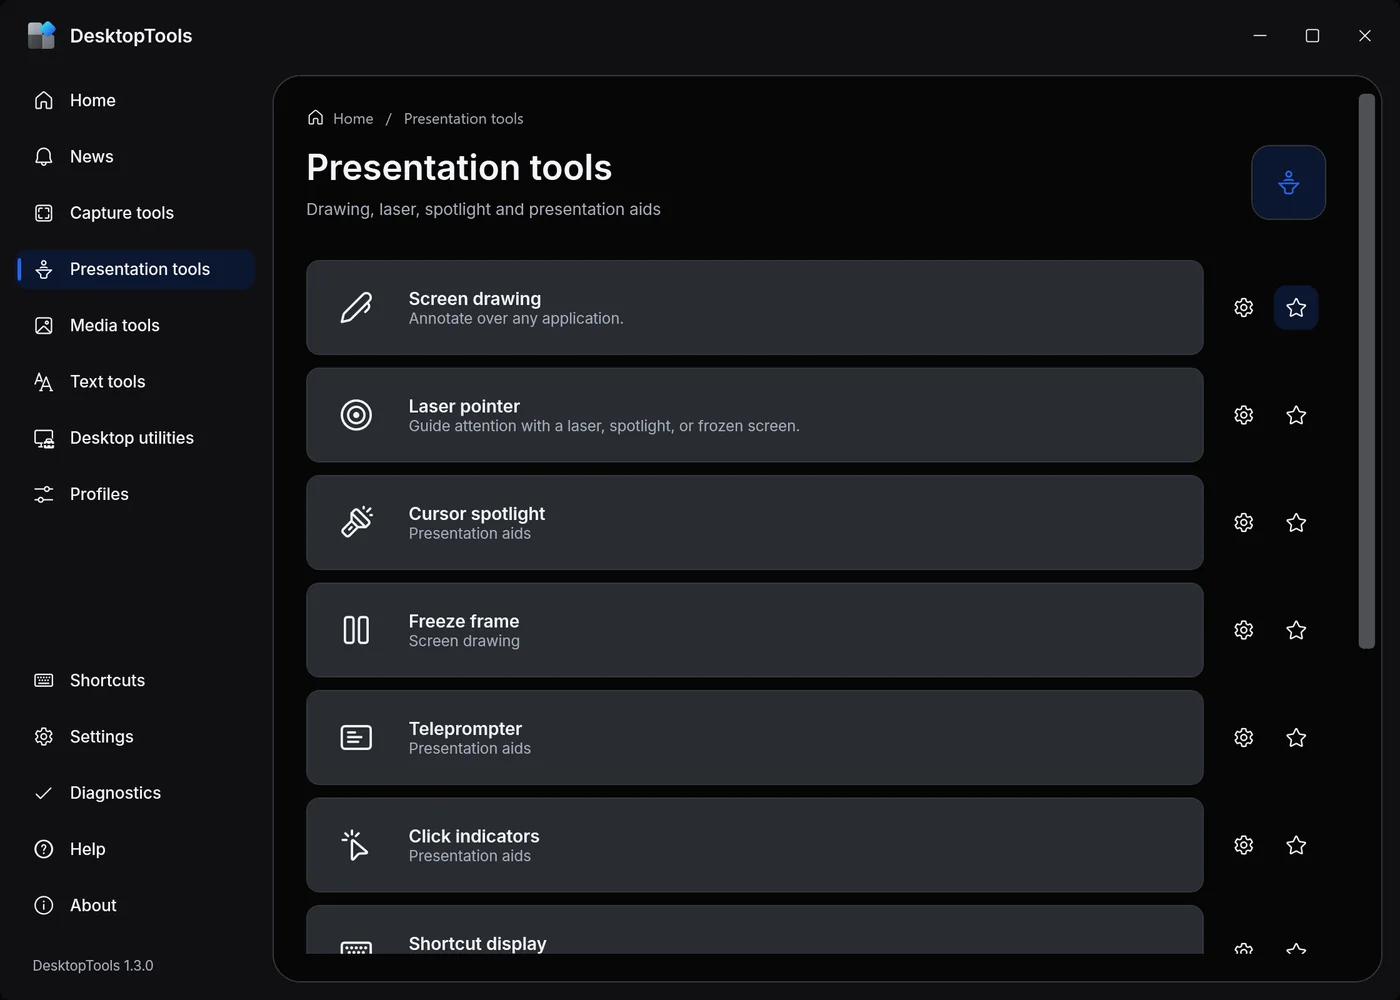 DesktopTools
Home
News
Capture tools
Presentation tools
Media tools
Text tools
Desktop utilities
Profiles
Shortcuts
Settings
Diagnostics
Help
About
DesktopTools 1.3.0
Home / Presentation tools
Presentation tools
Drawing, laser, spotlight and presentation aids
Screen drawing
Annotate over any application.
Laser pointer
Guide attention with a laser, spotlight, or frozen screen.
Cursor spotlight
Presentation aids
Freeze frame
Screen drawing
Teleprompter
Presentation aids
Click indicators
Presentation aids
Shortcut display